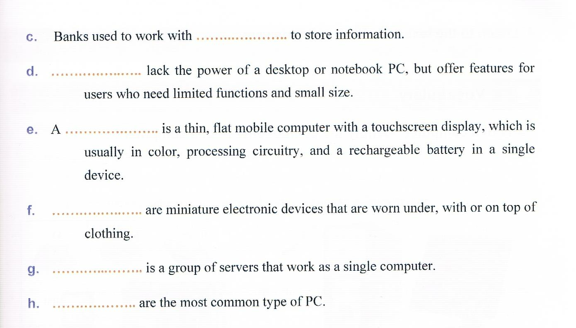 c. Banks used to work with ........................ to store information.
d. ........................ lack the power of a desktop or notebook PC, but offer features for
users who need limited functions and small size.
e. A ........................ is a thin, flat mobile computer with a touchscreen display, which is
usually in color, processing circuitry, and a rechargeable battery in a single
device.
f. ........................ are miniature electronic devices that are worn under, with or on top of
clothing.
g. ........................ is a group of servers that work as a single computer.
h. ...................... are the most common type of PC.